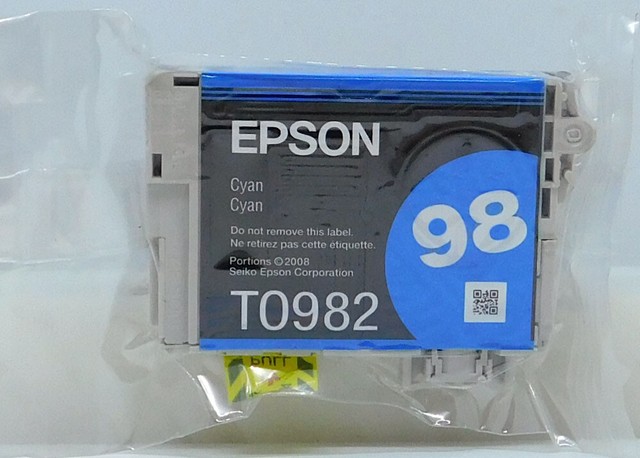 EPSON
Cyan
Cyan
98
Do not remove this label.
Ne retirez pas cette étiquette.
Portions ©2008
Seiko Epson Corporation
T0982
Pull